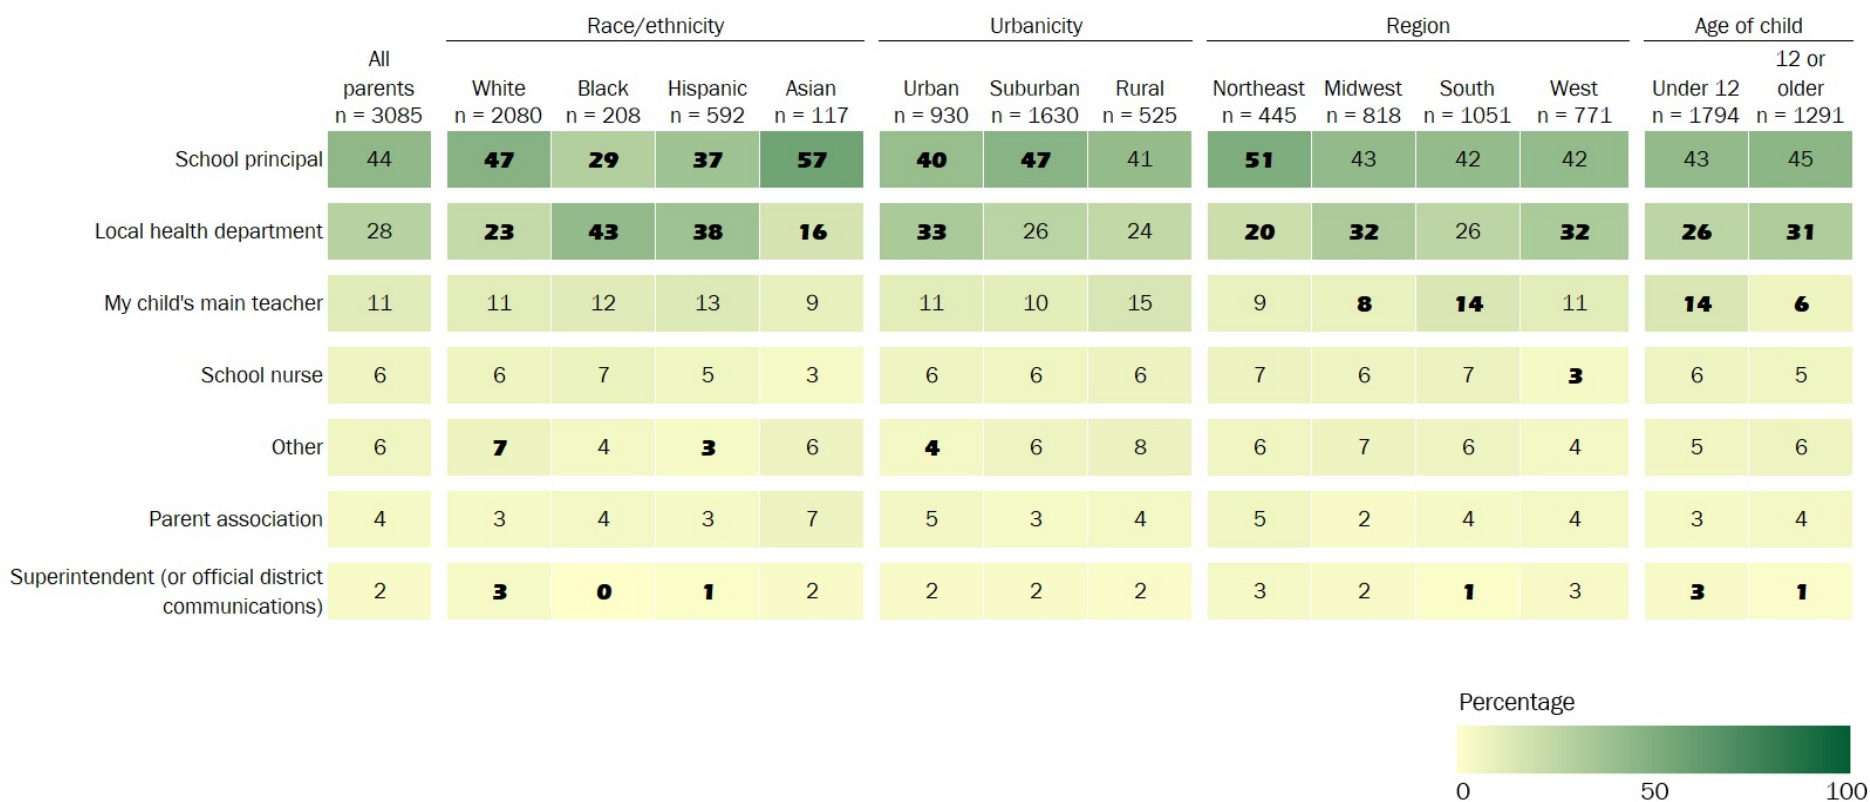 Race/ethnicity Urbanicity Region Age of child
All 12 or
parents White Black Hispanic Asian Urban Suburban Rural Northeast Midwest South West Under 12 older
n = 3085 n = 2080 n = 208 n = 592 n = 117 n = 930 n = 1630 n = 525 n = 445 n = 818 n = 1051 n = 771 n = 1794 n = 1291
School principal 44 47 29 37 57 40 47 41 51 43 42 42 43 45
Local health department 28 23 43 38 16 33 26 24 20 32 26 32 26 31
My child's main teacher 11 11 12 13 9 11 10 15 9 8 14 11 14 6
School nurse 6 6 7 5 3 6 6 6 7 6 7 3 6 5
Other 6 7 4 3 6 4 6 8 6 7 6 4 5 6
Parent association 4 3 4 3 7 5 3 4 5 2 4 4 3 4
Superintendent (or official district
communications) 2 3 0 1 2 2 2 2 3 2 1 3 3 1
Percentage
0 50 100